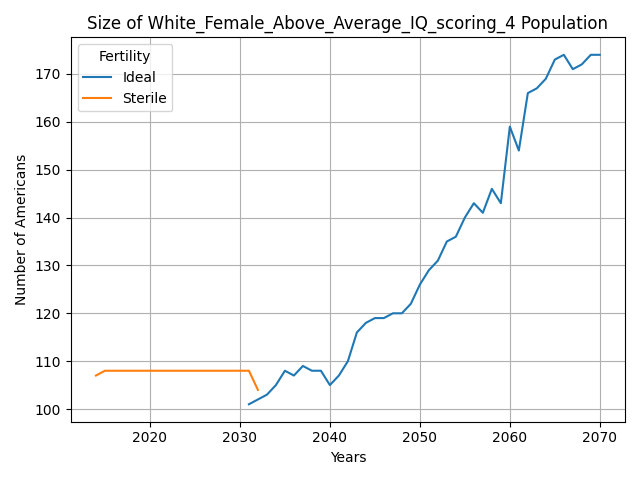 Size of White_Female_Above_Average_IQ_scoring_4 Population
Fertility
Ideal
Sterile
Number of Americans
170
160
150
140
130
120
110
100
2020 2030 2040 2050 2060 2070
Years